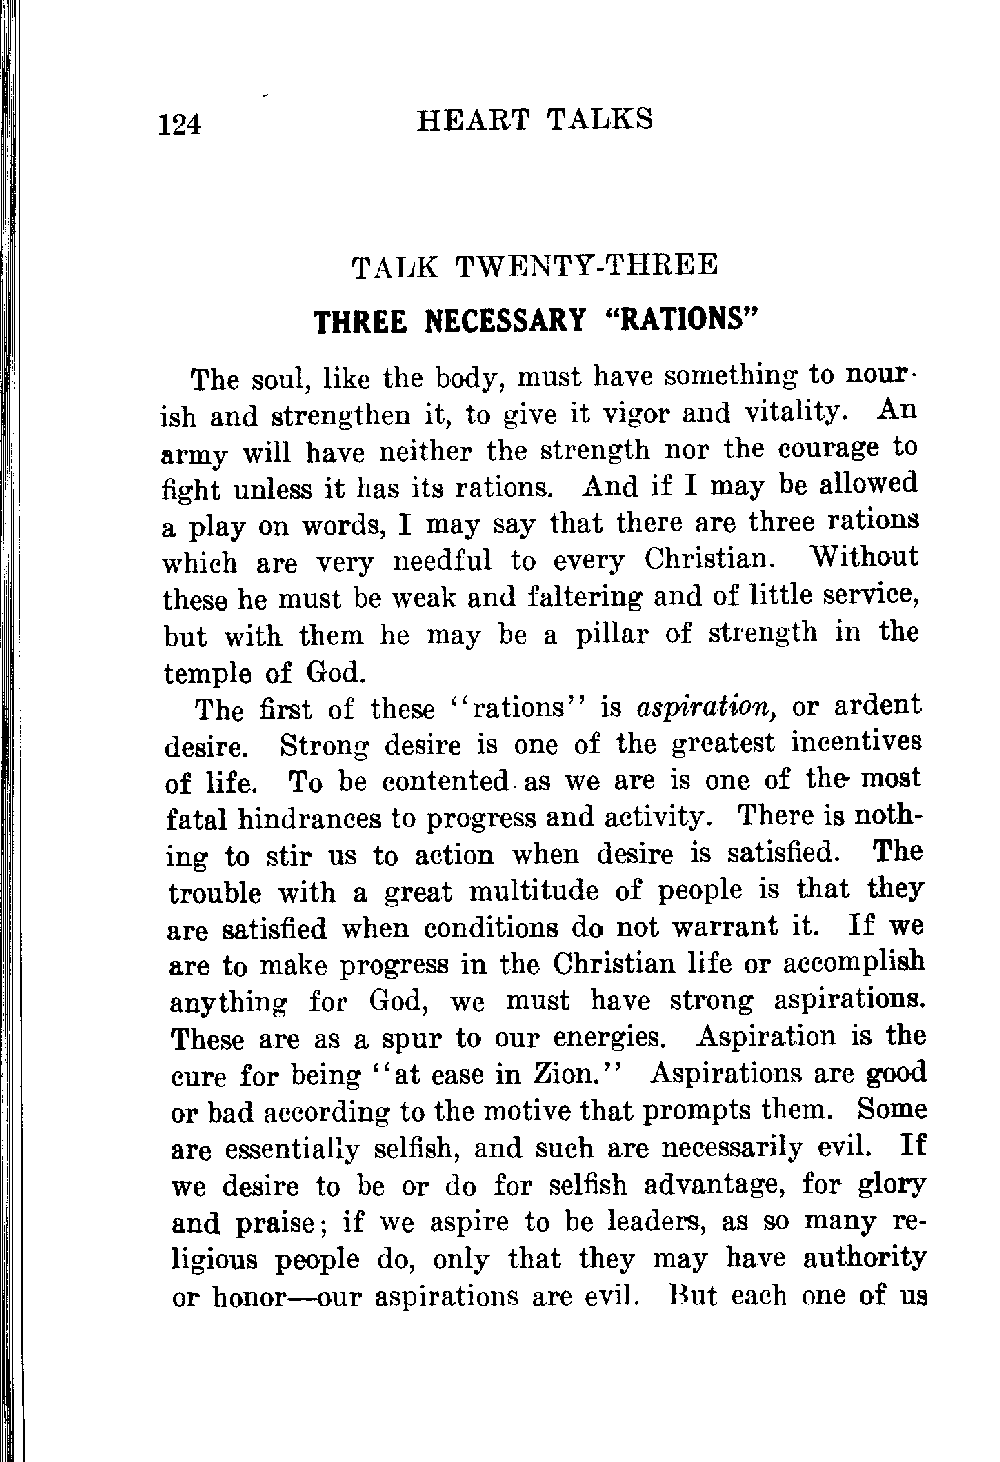 124 HEART TALKS
TALK TWENTY-THREE
THREE NECESSARY “RATIONS”
The soul, like the body, must have something to nour-
ish and strengthen it, to give it vigor and vitality. An
army will have neither the strength nor the courage to
fight unless it has its rations. And if I may be allowed
a play on words, I may say that there are three rations
which are very needful to every Christian. Without
these he must be weak and faltering and of little service,
but with them he may be a pillar of strength in the
temple of God.
The first of these ‘‘rations’’ is aspiration, or ardent
desire. Strong desire is one of the greatest incentives
of life. To be contented as we are is one of the most
fatal hindrances to progress and activity. There is noth-
ing to stir us to action when desire is satisfied. The
trouble with a great multitude of people is that they
are satisfied when conditions do not warrant it. If we
are to make progress in the Christian life or accomplish
anything for God, we must have strong aspirations.
These are as a spur to our energies. Aspiration is the
cure for being ‘‘at ease in Zion.’’ Aspirations are good
or bad according to the motive that prompts them. Some
are essentially selfish, and such are necessarily evil. If
we desire to be or do for selfish advantage, for glory
and praise; if we aspire to be leaders, as so many re-
ligious people do, only that they may have authority
or honor—our aspirations are evil. But each one of us